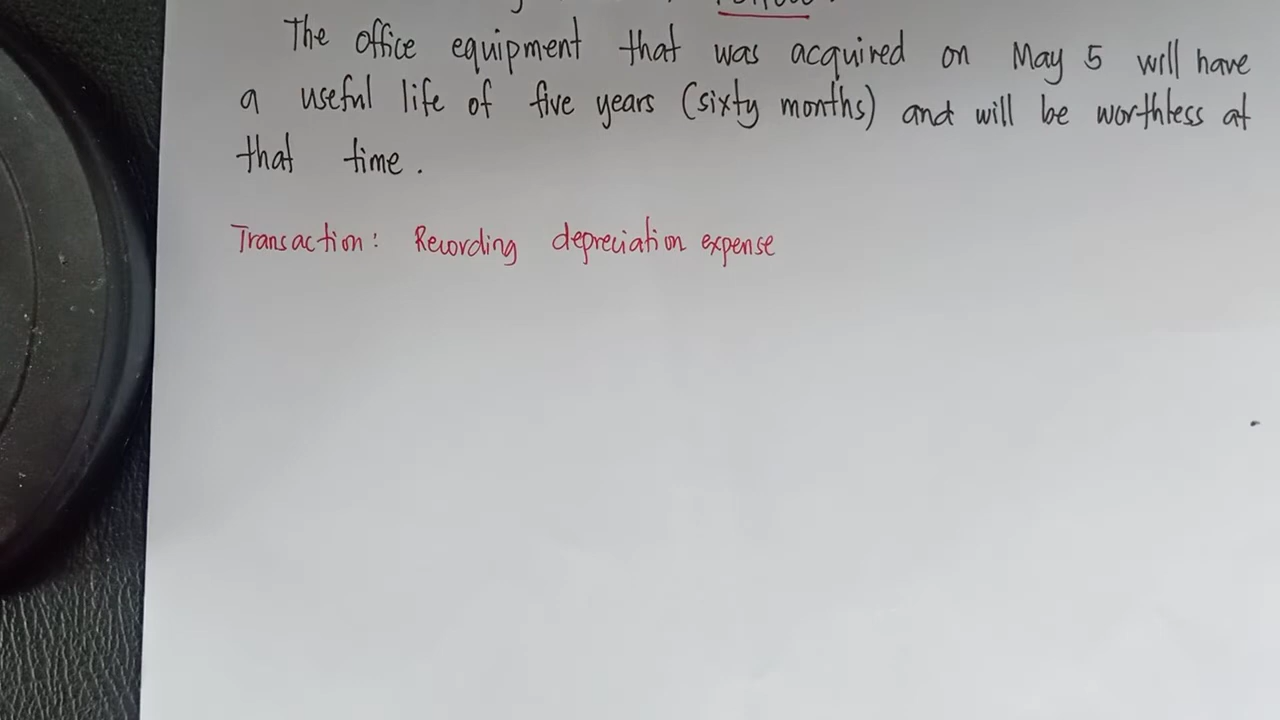 The office equipment that was acquired on May 5 will have
a useful life of five years (sixty months) and will be worthless at
that time.
Transaction: Recording depreciation expense